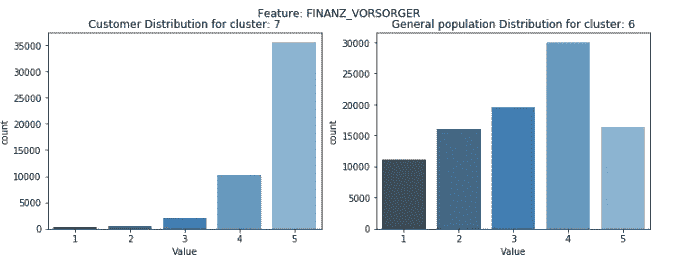 Feature: FINANZ_VORSORGER
Customer Distribution for cluster: 7
35000
30000
25000
20000
15000
10000
5000
0
count
1 2 3 4 5
Value
General population Distribution for cluster: 6
30000
25000
20000
15000
10000
5000
0
count
1 2 3 4 5
Value